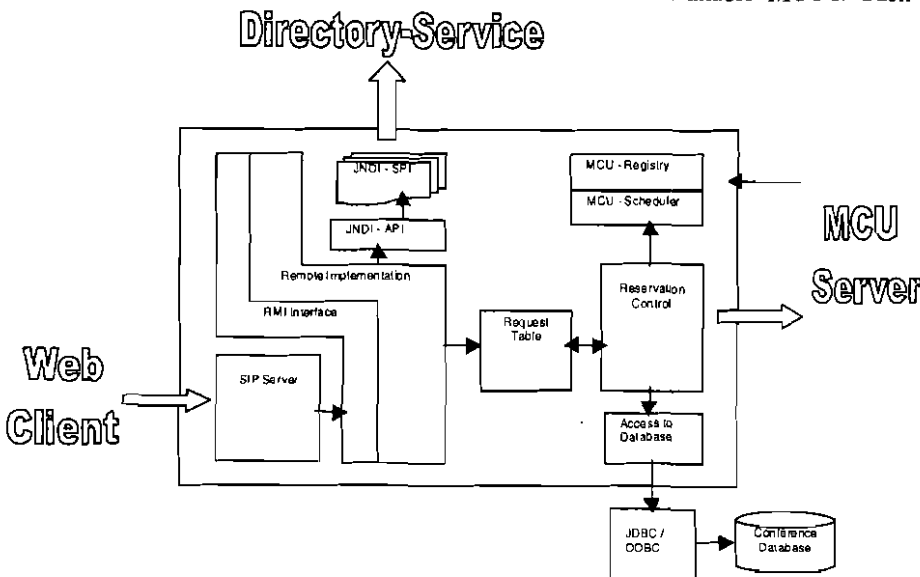 Directory-Service
JNDI - SPI
JNDI - API
Remote Implementation
RMI Interface
SIP Server
Web
Client
Request
Table
MCU - Registry
MCU - Scheduler
Reservation
Control
Access to
Database
MCU
Server
JDBC /
ODBC
Conference
Database